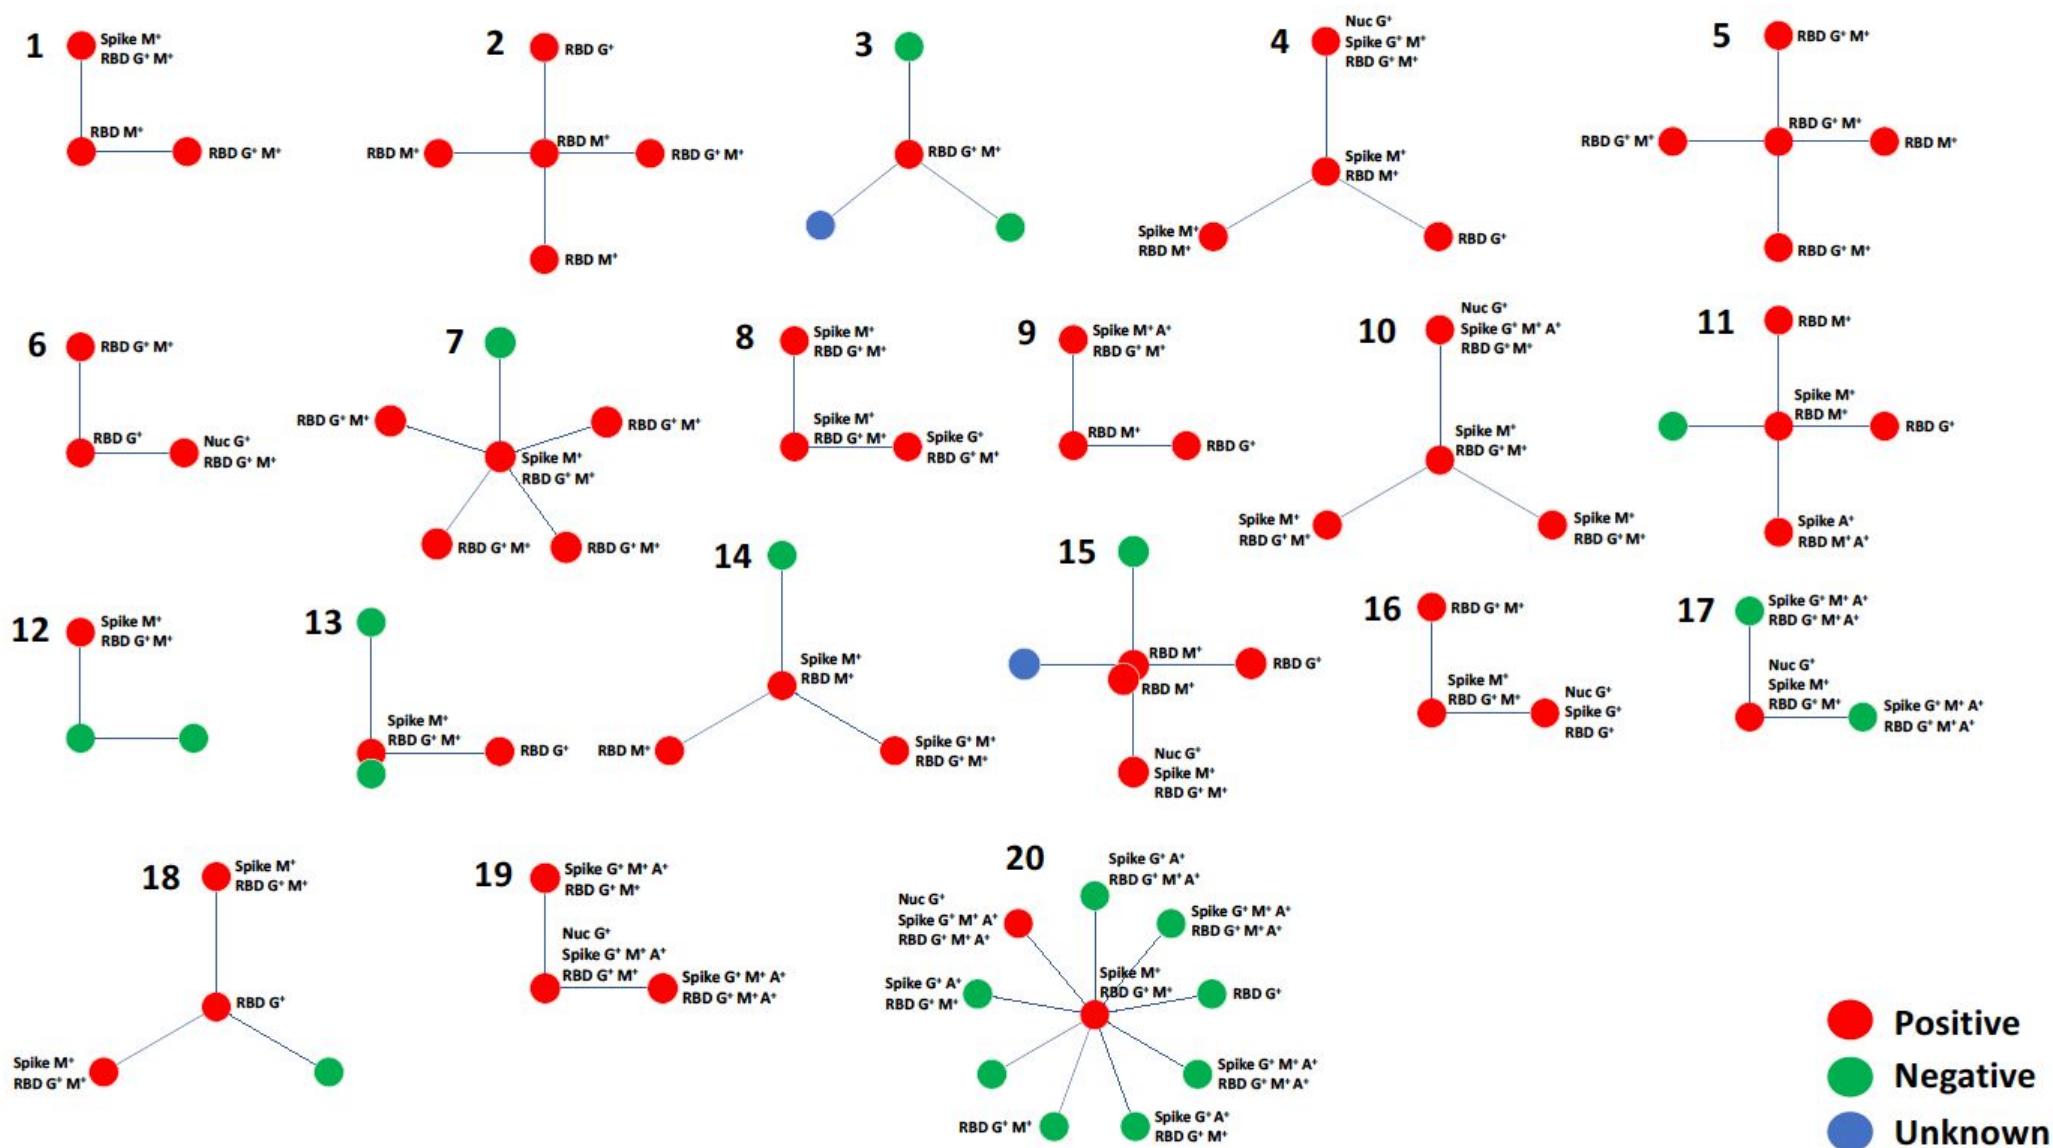 1
Spike M⁺
RBD G⁺ M⁺
RBD M⁺
RBD G⁺ M⁺
2
RBD G⁺
RBD M⁺
RBD M⁺
RBD G⁺ M⁺
RBD M⁺
3
RBD G⁺ M⁺
4
Nuc G⁺
Spike G⁺ M⁺
RBD G⁺ M⁺
Spike M⁺
RBD M⁺
Spike M⁺
RBD M⁺
RBD G⁺
5
RBD G⁺ M⁺
RBD G⁺ M⁺
RBD G⁺ M⁺
RBD M⁺
RBD G⁺ M⁺
6
RBD G⁺ M⁺
RBD G⁺
Nuc G⁺
RBD G⁺ M⁺
7
RBD G⁺ M⁺
RBD G⁺ M⁺
Spike M⁺
RBD G⁺ M⁺
RBD G⁺ M⁺
RBD G⁺ M⁺
8
Spike M⁺
RBD G⁺ M⁺
Spike M⁺
RBD G⁺ M⁺
Spike G⁺
RBD G⁺ M⁺
9
Spike M⁺ A⁺
RBD G⁺ M⁺
RBD M⁺
RBD G⁺
10
Nuc G⁺
Spike G⁺ M⁺ A⁺
RBD G⁺ M⁺
Spike M⁺
RBD G⁺ M⁺
Spike M⁺
RBD G⁺ M⁺
Spike M⁺
RBD G⁺ M⁺
11
RBD M⁺
Spike M⁺
RBD M⁺
RBD G⁺
Spike A⁺
RBD M⁺ A⁺
12
Spike M⁺
RBD G⁺ M⁺
13
Spike M⁺
RBD G⁺ M⁺
RBD G⁺
14
Spike M⁺
RBD M⁺
RBD M⁺
Spike G⁺ M⁺
RBD G⁺ M⁺
15
RBD M⁺
RBD M⁺
RBD G⁺
Nuc G⁺
Spike M⁺
RBD G⁺ M⁺
16
RBD G⁺ M⁺
Spike M⁺
RBD G⁺ M⁺
Nuc G⁺
Spike G⁺
RBD G⁺
17
Spike G⁺ M⁺ A⁺
RBD G⁺ M⁺ A⁺
Nuc G⁺
Spike M⁺
RBD G⁺ M⁺
Spike G⁺ M⁺ A⁺
RBD G⁺ M⁺ A⁺
18
Spike M⁺
RBD G⁺ M⁺
RBD G⁺
Spike M⁺
RBD G⁺ M⁺
19
Spike G⁺ M⁺ A⁺
RBD G⁺ M⁺
Nuc G⁺
Spike G⁺ M⁺ A⁺
RBD G⁺ M⁺
Spike G⁺ M⁺ A⁺
RBD G⁺ M⁺ A⁺
20
Spike G⁺ A⁺
RBD G⁺ M⁺ A⁺
Nuc G⁺
Spike G⁺ M⁺ A⁺
RBD G⁺ M⁺ A⁺
Spike G⁺ M⁺ A⁺
RBD G⁺ M⁺ A⁺
Spike G⁺ A⁺
RBD G⁺ M⁺
Spike M⁺
RBD G⁺ M⁺
RBD G⁺
Spike G⁺ M⁺ A⁺
RBD G⁺ M⁺ A⁺
RBD G⁺ M⁺
Spike G⁺ A⁺
RBD G⁺ M⁺
Positive
Negative
Unknown